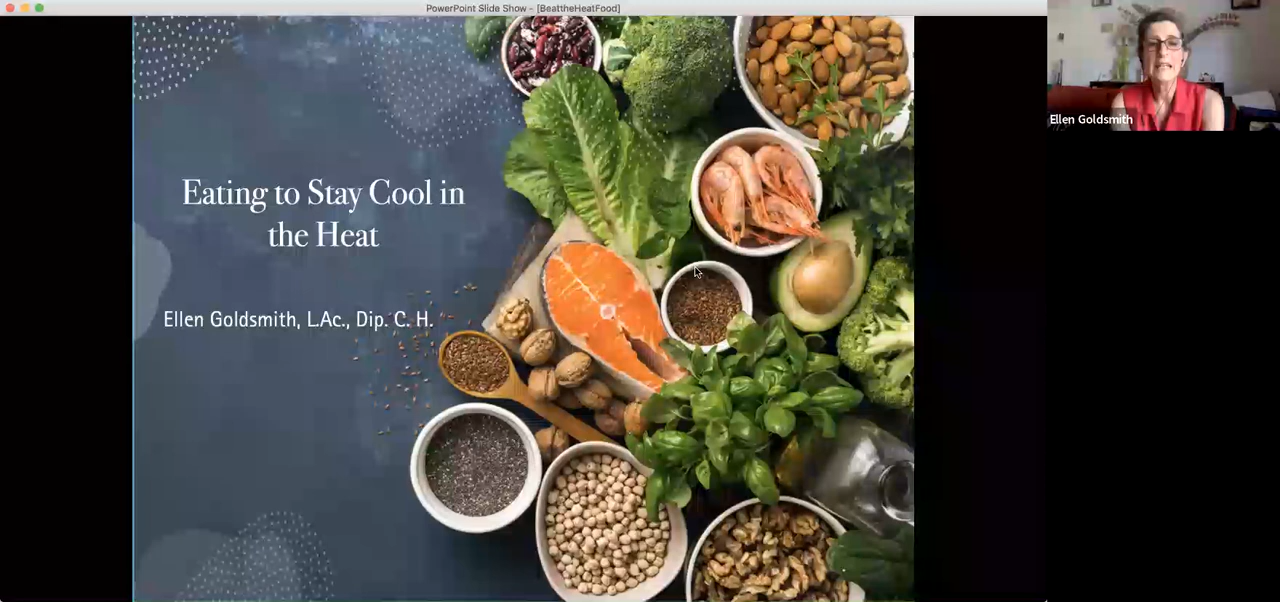 PowerPoint Slide Show - [BeattheHeatFood]
Eating to Stay Cool in
the Heat
Ellen Goldsmith, L.Ac., Dip. C. H.
Ellen Goldsmith